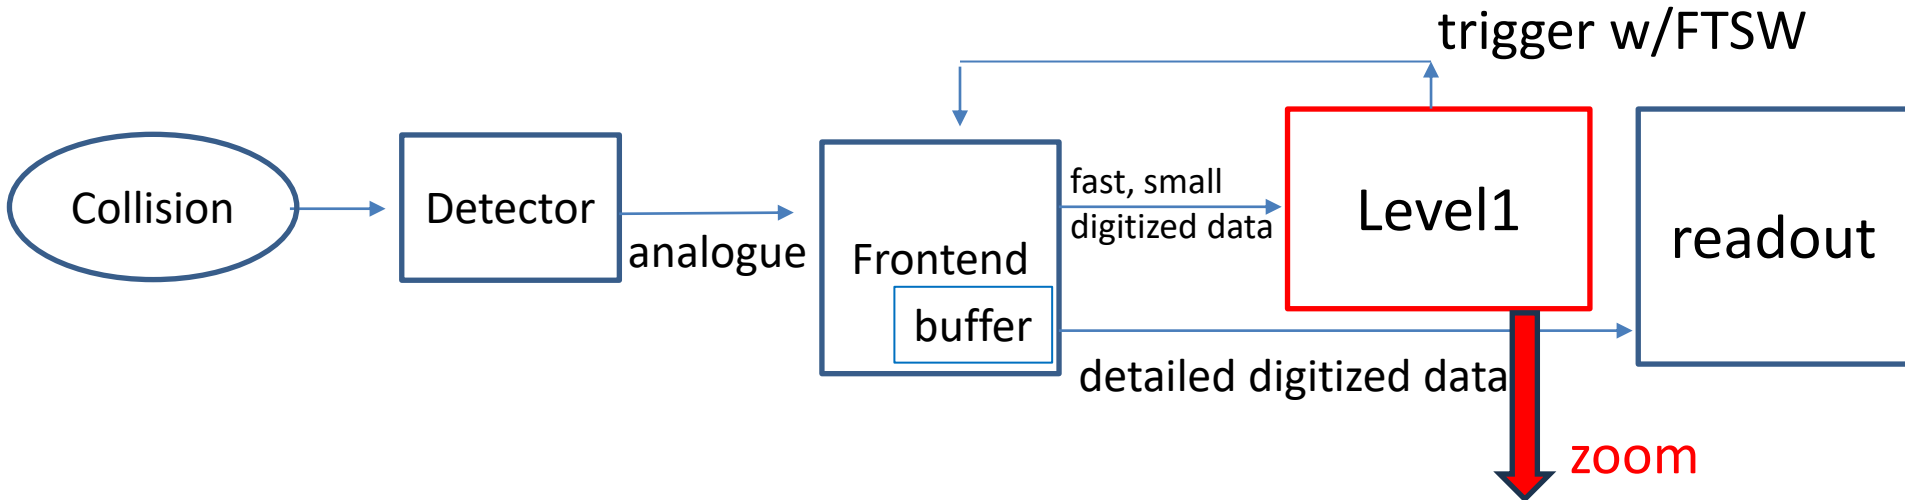 trigger w/FTSW
Collision
Detector
analogue
Frontend
buffer
fast, small
digitized data
Level1
readout
detailed digitized data
zoom